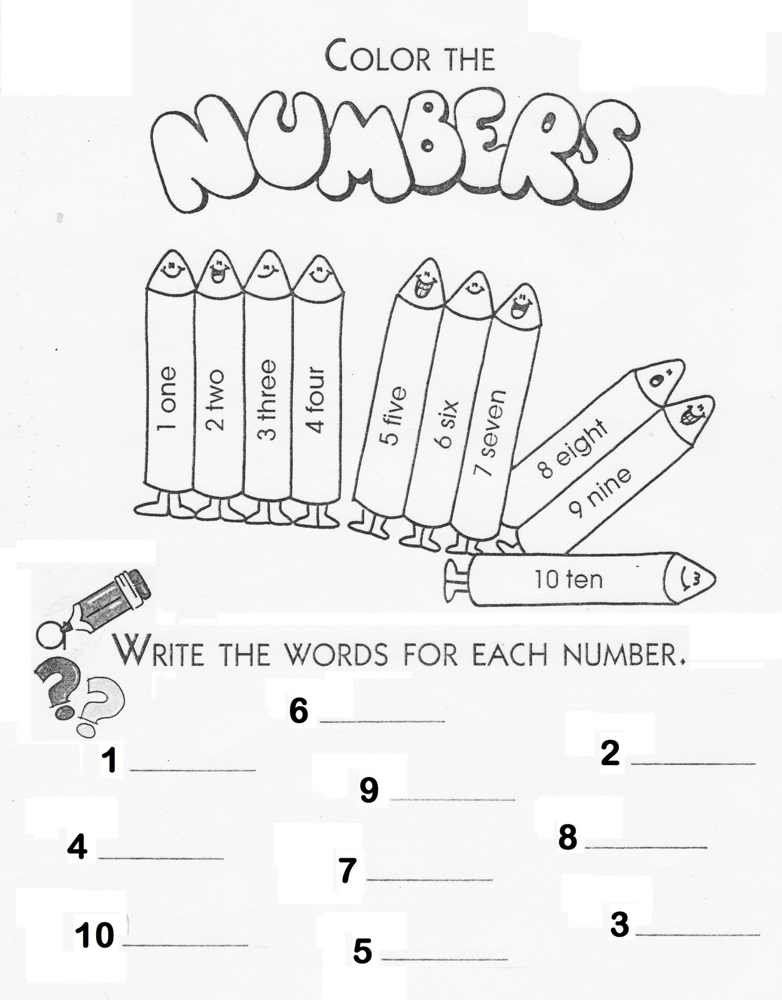 COLOR THE
NUMBERS
1 one
2 two
3 three
4 four
5 five
6 six
7 seven
8 eight
9 nine
10 ten
WRITE THE WORDS FOR EACH NUMBER.
6
1
2
9
4
8
7
10
3
5